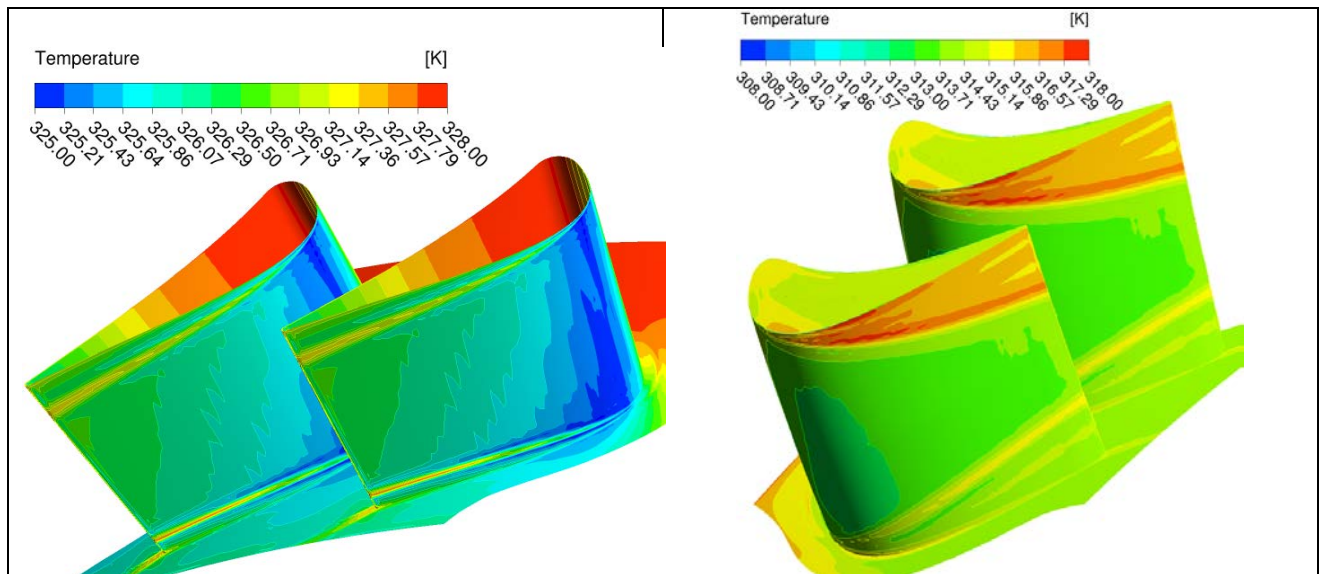 Temperature [K]
325.00 325.21 325.43 325.64 325.86 326.07 326.29 326.50 326.71 326.93 327.14 327.36 327.57 327.79 328.00
Temperature [K]
308.00 308.71 309.43 310.14 310.86 311.57 312.29 313.00 313.71 314.43 315.14 315.86 316.57 317.29 318.00